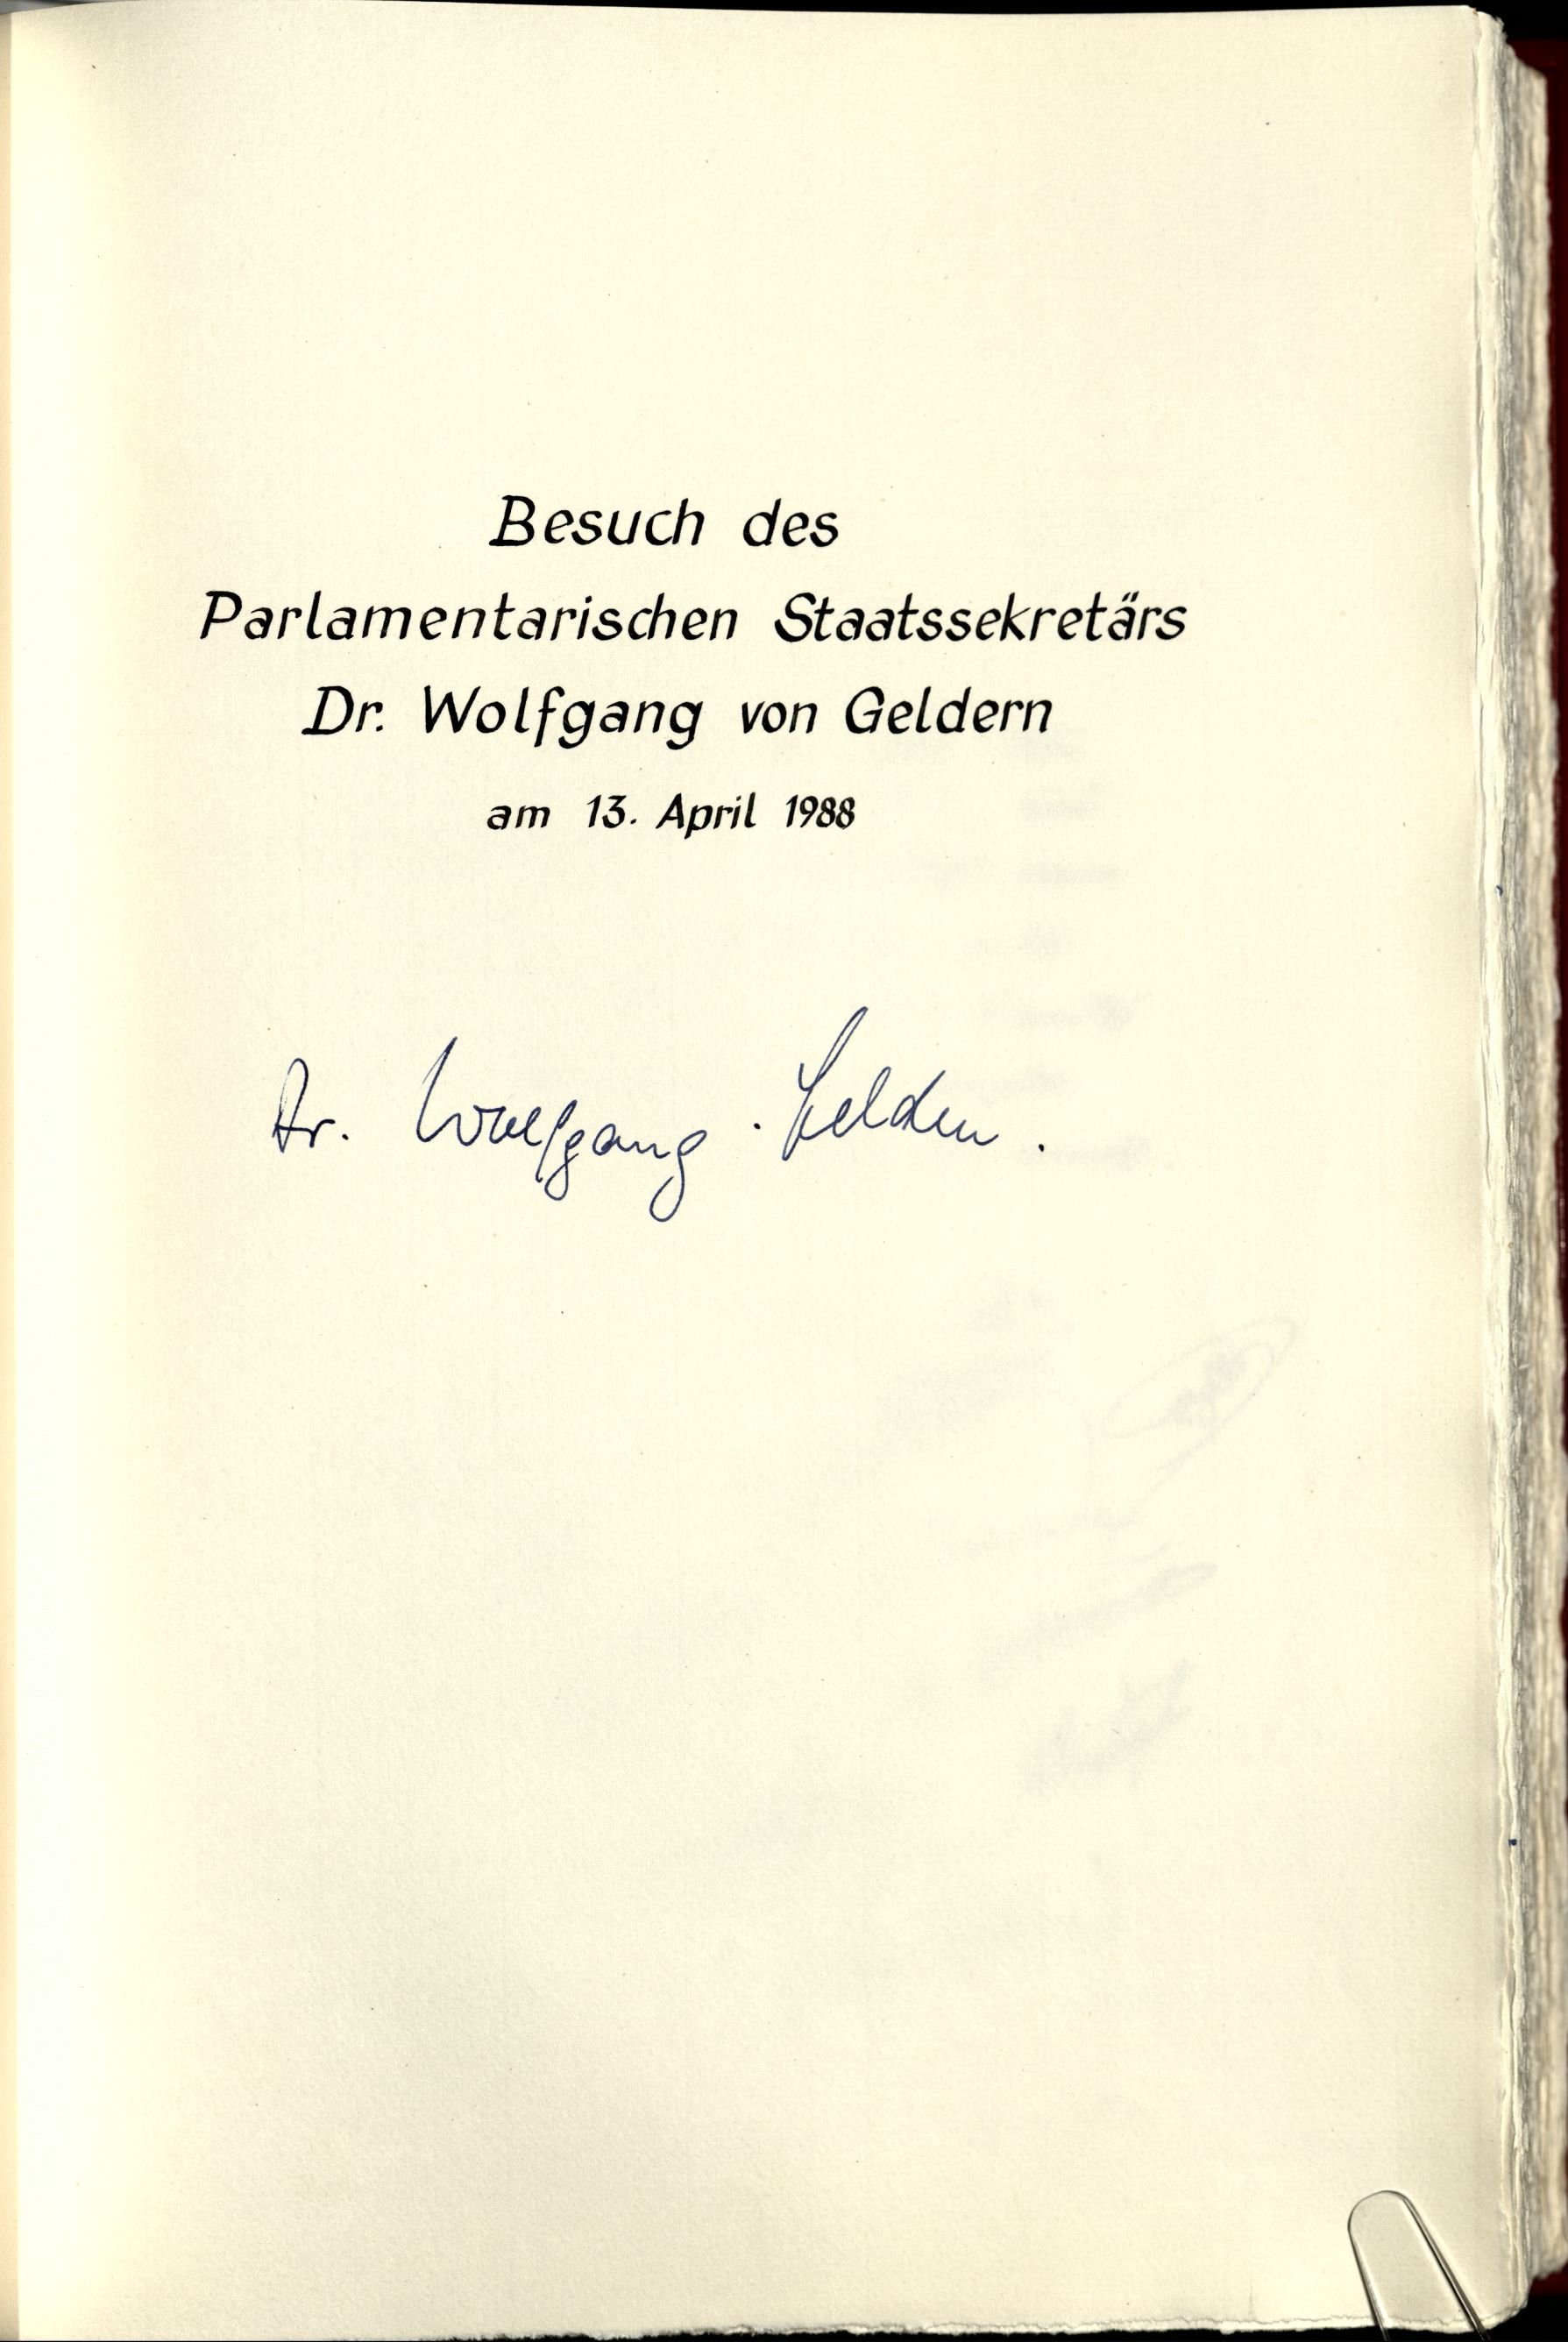 Besuch des
Parlamentarischen Staatssekretärs
Dr. Wolfgang von Geldern
am 13. April 1988
Dr. Wolfgang . Geldern .